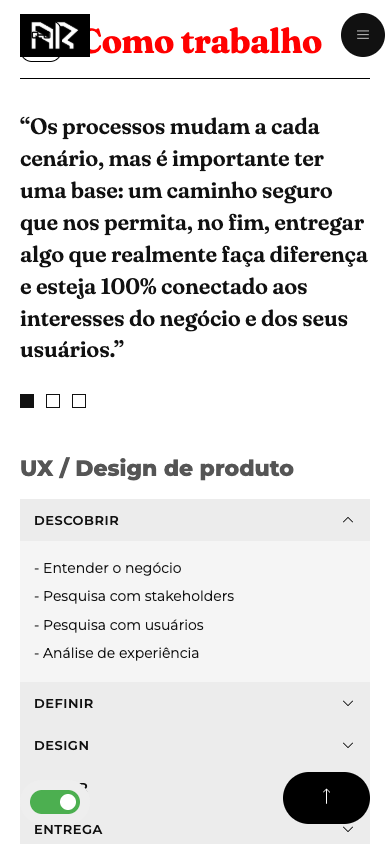 Como trabalho
“Os processos mudam a cada
cenário, mas é importante ter
uma base: um caminho seguro
que nos permita, no fim, entregar
algo que realmente faça diferença
e esteja 100% conectado aos
interesses do negócio e dos seus
usuários.”
UX / Design de produto
DESCOBRIR
- Entender o negócio
- Pesquisa com stakeholders
- Pesquisa com usuários
- Análise de experiência
DEFINIR
DESIGN
ENTREGA